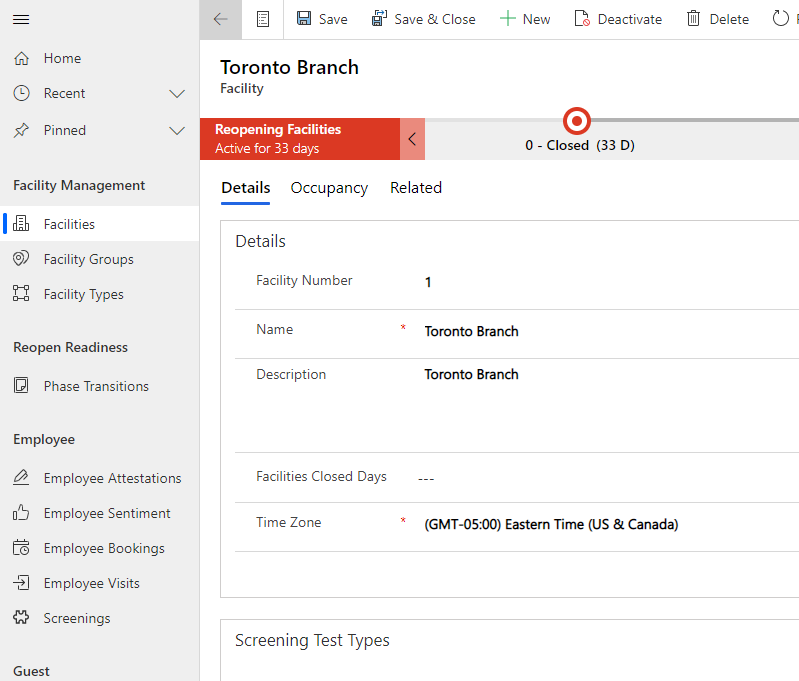 Save
Save & Close
New
Deactivate
Delete
Home
Recent
Pinned
Facility Management
Facilities
Facility Groups
Facility Types
Reopen Readiness
Phase Transitions
Employee
Employee Attestations
Employee Sentiment
Employee Bookings
Employee Visits
Screenings
Guest
Toronto Branch
Facility
Reopening Facilities
Active for 33 days
0 - Closed (33 D)
Details Occupancy Related
Details
Facility Number 1
Name * Toronto Branch
Description Toronto Branch
Facilities Closed Days ---
Time Zone * (GMT-05:00) Eastern Time (US & Canada)
Screening Test Types